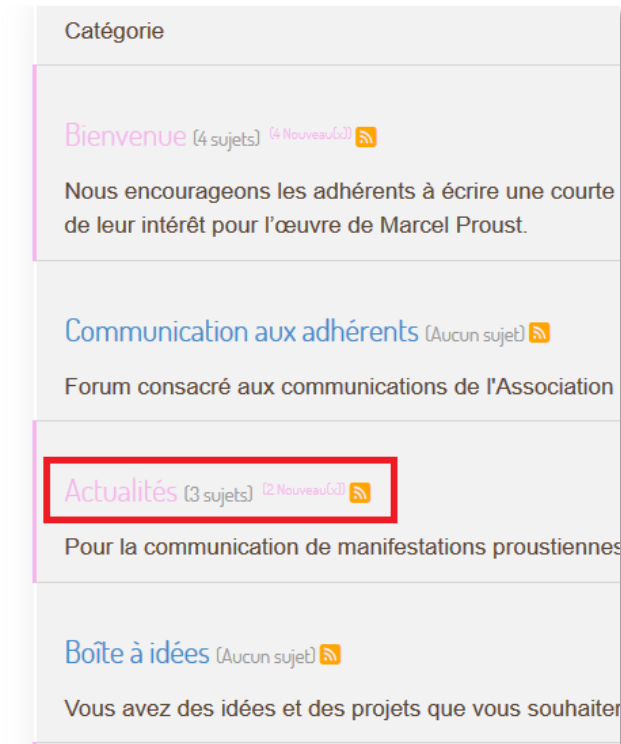 Catégorie
Bienvenue (4 sujets) (4 Nouveau(x))
Nous encourageons les adhérents à écrire une courte
de leur intérêt pour l’œuvre de Marcel Proust.
Communication aux adhérents (Aucun sujet)
Forum consacré aux communications de l'Association
Actualités (3 sujets) (2 Nouveau(x))
Pour la communication de manifestations proustiennes
Boîte à idées (Aucun sujet)
Vous avez des idées et des projets que vous souhaiter